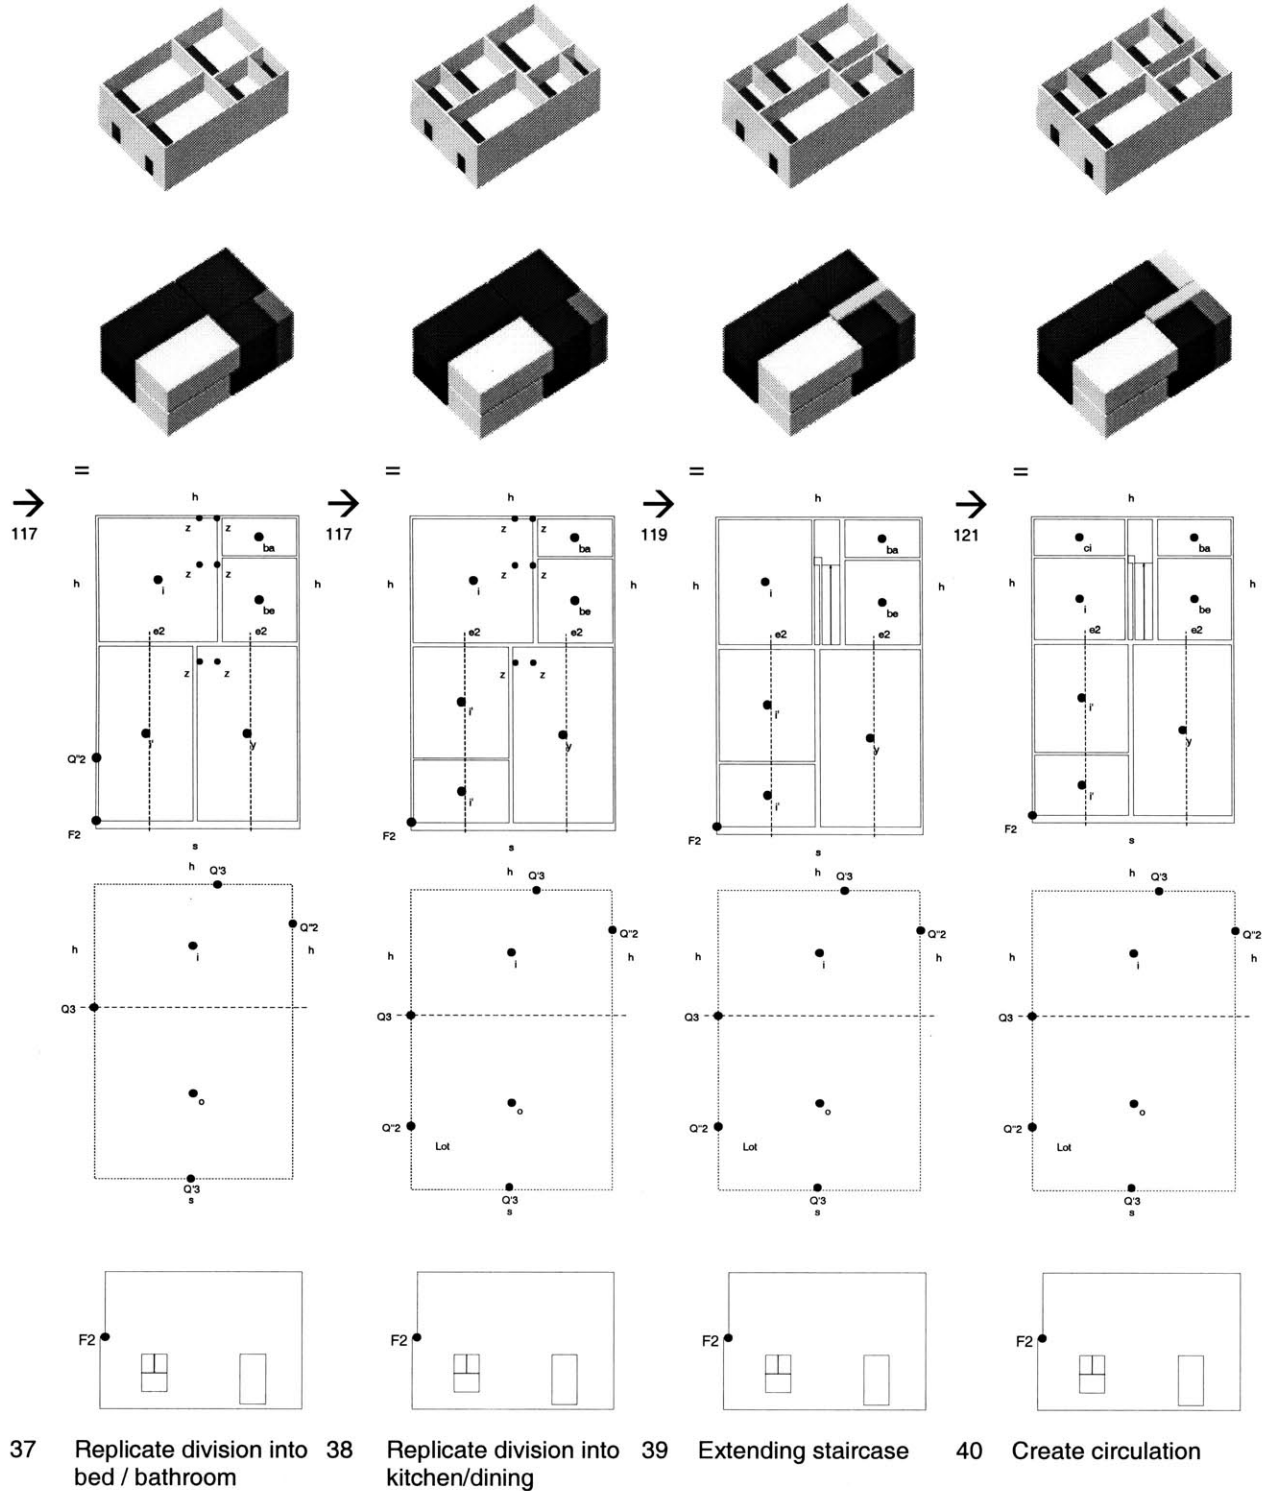 = = = =
→ h → h → h → h
117 z z 117 z z 119 121
ba ba ba ci ba
h z z h z z h h h h
i i i i
be be be be
e2 e2 e2 e2 e2 e2 e2 e2
z z z z
i' i' i'
i' y y y y
Q"2
i' i' i'
F2 F2 F2 F2
s s s s
h Q'3 h Q'3 h Q'3 h Q'3
Q"2 Q"2 Q"2 Q"2
h i h h i h h i h h i h
Q3 Q3 Q3 Q3
o o o o
Q"2 Lot Q"2 Lot Q"2 Lot
Q'3 Q'3 Q'3 Q'3
s s s s
F2 F2 F2 F2
37 Replicate division into bed / bathroom
38 Replicate division into kitchen/dining
39 Extending staircase
40 Create circulation